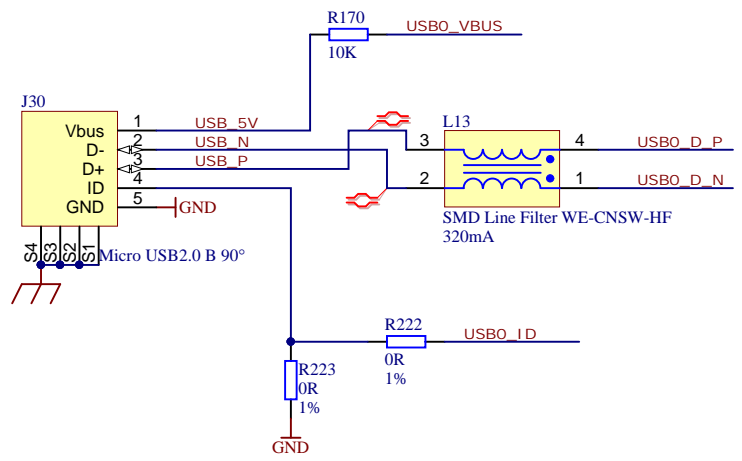 R170
USB0_VBUS
10K
J30
1
USB_5V
L13
Vbus
2
USB_N
3
4
USB0_D_P
D-
3
USB_P
D+
4
2
1
USB0_D_N
ID
5
GND
GND
SMD Line Filter WE-CNSW-HF
320mA
S4
S3
S2
S1
Micro USB2.0 B 90°
R222
USB0_ID
0R
1%
R223
0R
1%
GND